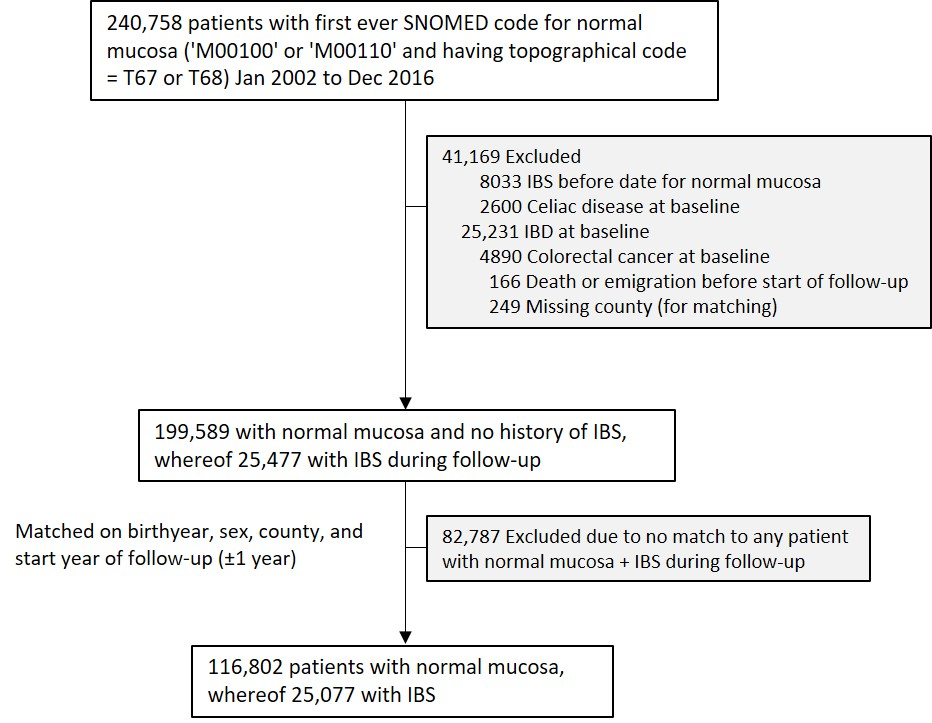 240,758 patients with first ever SNOMED code for normal
mucosa ('M00100' or 'M00110' and having topographical code
= T67 or T68) Jan 2002 to Dec 2016
41,169 Excluded
8033 IBS before date for normal mucosa
2600 Celiac disease at baseline
25,231 IBD at baseline
4890 Colorectal cancer at baseline
166 Death or emigration before start of follow-up
249 Missing county (for matching)
199,589 with normal mucosa and no history of IBS,
whereof 25,477 with IBS during follow-up
Matched on birthyear, sex, county, and
start year of follow-up (±1 year)
82,787 Excluded due to no match to any patient
with normal mucosa + IBS during follow-up
116,802 patients with normal mucosa,
whereof 25,077 with IBS